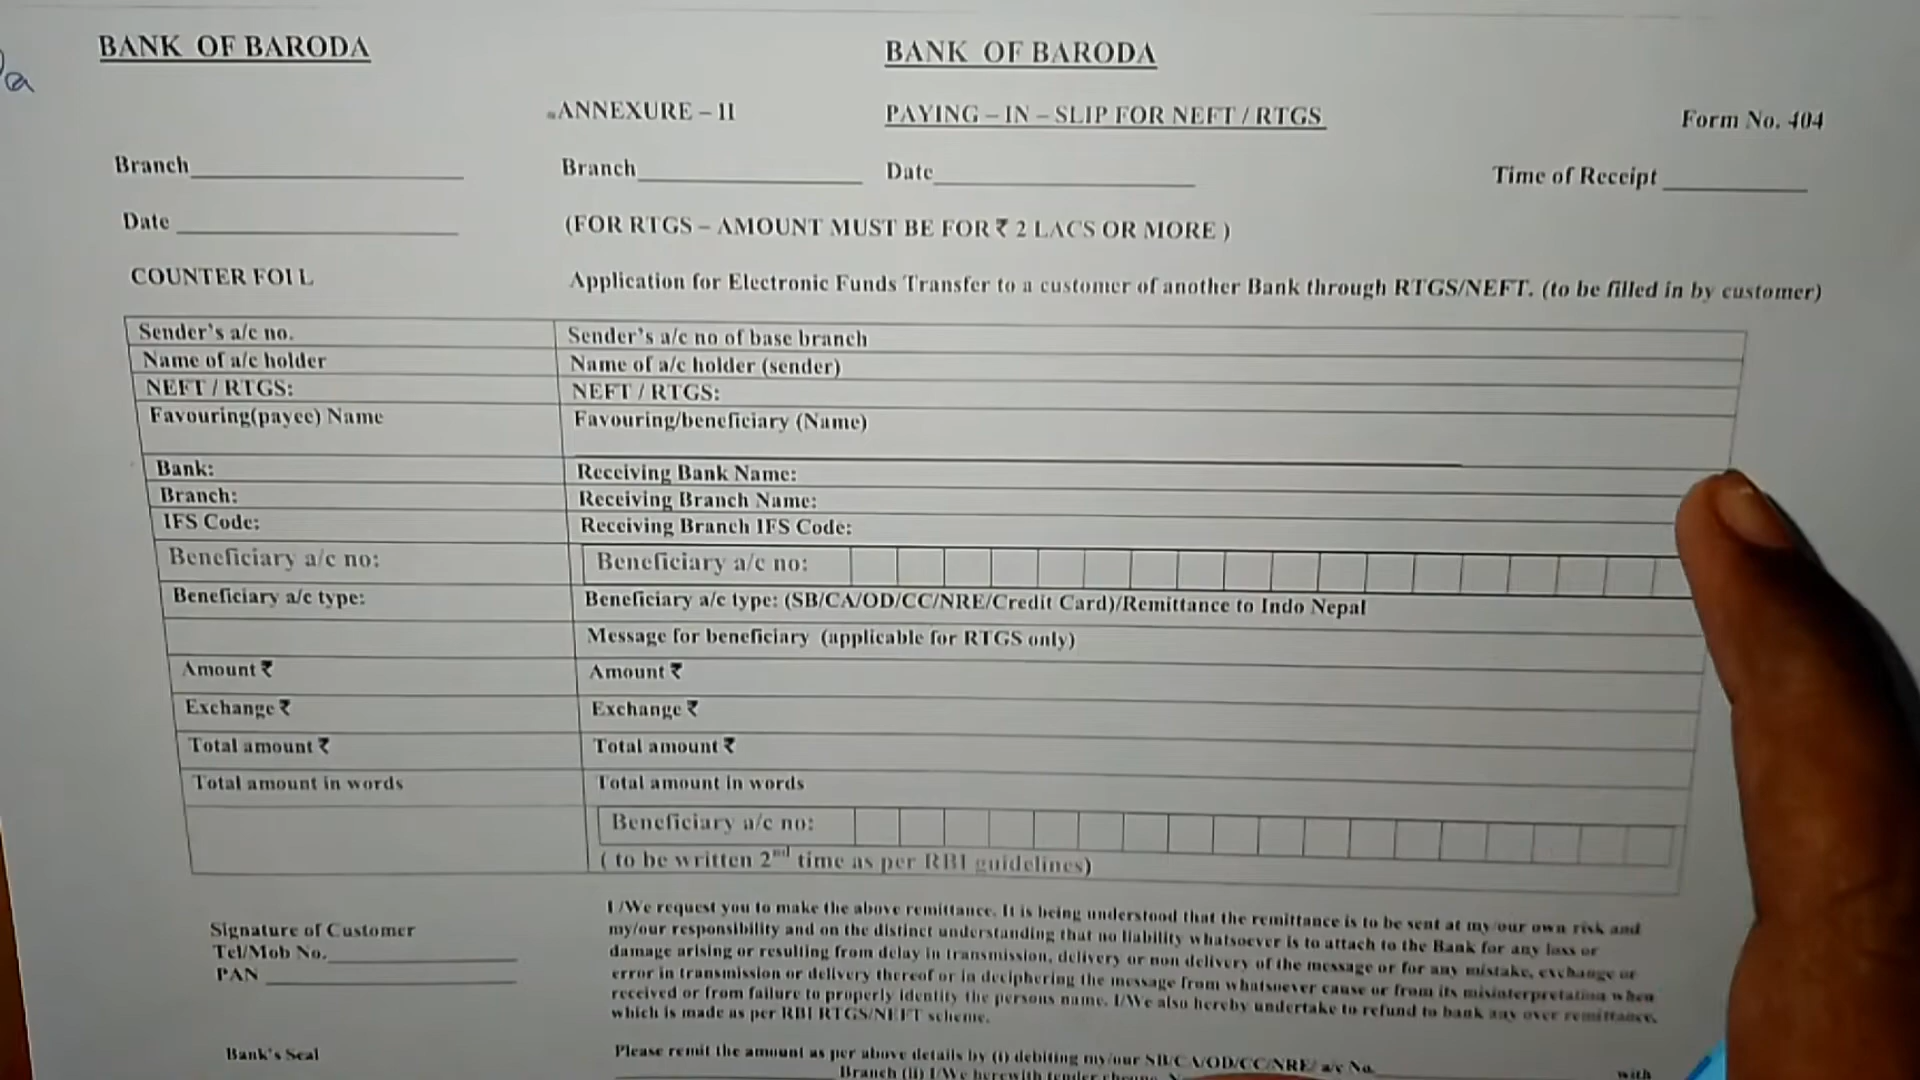 a
BANK OF BARODA
BANK OF BARODA
ANNEXURE – II
PAYING – IN – SLIP FOR NEFT / RTGS
Form No. 404
Branch
Branch
Date
Time of Receipt
Date
(FOR RTGS – AMOUNT MUST BE FOR ₹ 2 LACS OR MORE )
COUNTER FOIL
Application for Electronic Funds Transfer to a customer of another Bank through RTGS/NEFT. (to be filled in by customer)
Sender's a/c no.
Sender's a/c no of base branch
Name of a/c holder
Name of a/c holder (sender)
NEFT / RTGS:
NEFT / RTGS:
Favouring(payee) Name
Favouring/beneficiary (Name)
Bank:
Receiving Bank Name:
Branch:
Receiving Branch Name:
IFS Code:
Receiving Branch IFS Code:
Beneficiary a/c no:
Beneficiary a/c no:
Beneficiary a/c type:
Beneficiary a/c type: (SB/CA/OD/CC/NRE/Credit Card)/Remittance to Indo Nepal
Message for beneficiary (applicable for RTGS only)
Amount ₹
Amount ₹
Exchange ₹
Exchange ₹
Total amount ₹
Total amount ₹
Total amount in words
Total amount in words
Beneficiary a/c no:
( to be written 2nd time as per RBI guidelines)
Signature of Customer
Tel/Mob No.
PAN
I /We request you to make the above remittance. It is being understood that the remittance is to be sent at my/our own risk and
my/our responsibility and on the distinct understanding that no liability whatsoever is to attach to the Bank for any loss or
damage arising or resulting from delay in transmission, delivery or non delivery of the message or for any mistake, exchange or
error in transmission or delivery thereof or in deciphering the message from whatsoever cause or from its misinterpretation when
received or from failure to properly identity the persons name. I/We also hereby undertake to refund to bank any over remittance,
which is made as per RBI RTGS/NEFT scheme.
Bank's Seal
Please remit the amount as per above details by (i) debiting my/our SB/CA/OD/CC/NRE/ a/c No. with
Branch (ii) I/We herewith tender cheque